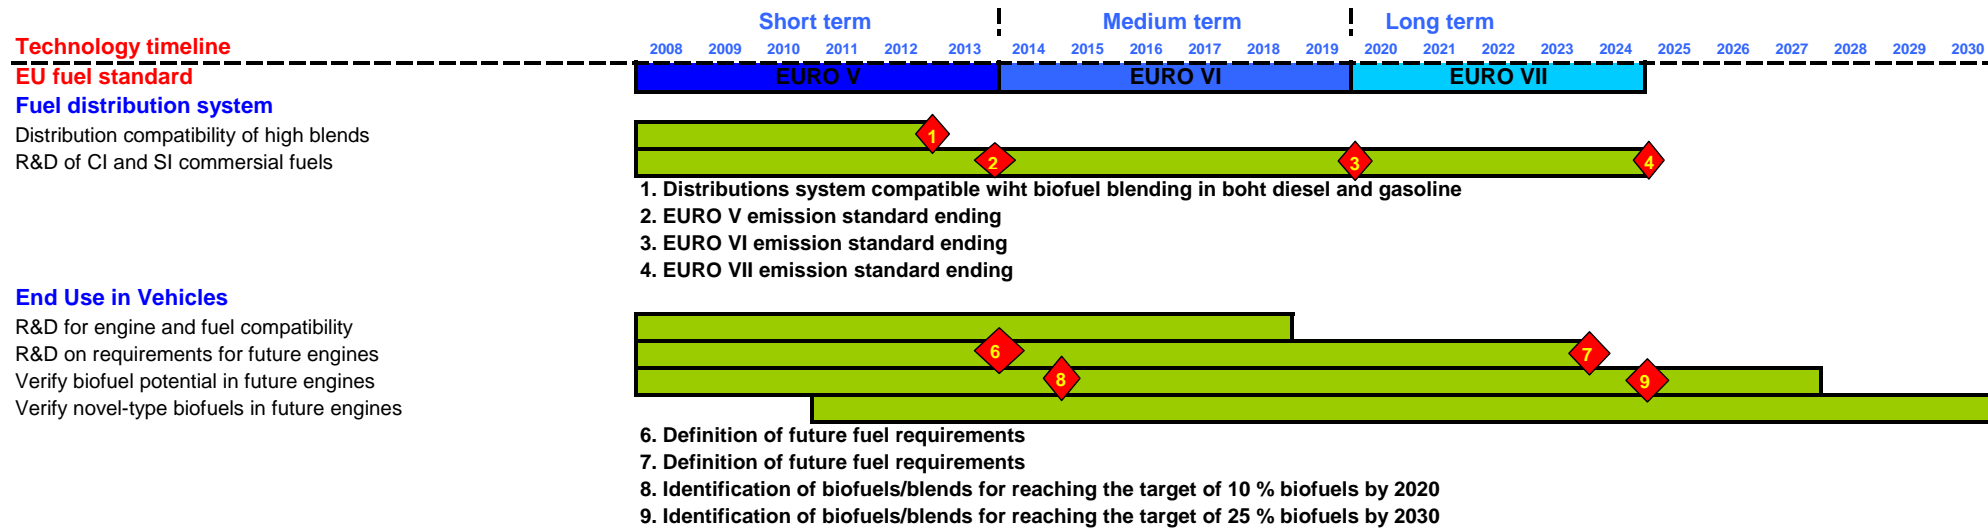 Short term Medium term Long term
Technology timeline 2008 2009 2010 2011 2012 2013 2014 2015 2016 2017 2018 2019 2020 2021 2022 2023 2024 2025 2026 2027 2028 2029 2030
EU fuel standard EURO V EURO VI EURO VII
Fuel distribution system
Distribution compatibility of high blends 1
R&D of CI and SI commersial fuels 2 3 4
1. Distributions system compatible wiht biofuel blending in boht diesel and gasoline
2. EURO V emission standard ending
3. EURO VI emission standard ending
4. EURO VII emission standard ending
End Use in Vehicles
R&D for engine and fuel compatibility
R&D on requirements for future engines 6 7
Verify biofuel potential in future engines 8 9
Verify novel-type biofuels in future engines
6. Definition of future fuel requirements
7. Definition of future fuel requirements
8. Identification of biofuels/blends for reaching the target of 10 % biofuels by 2020
9. Identification of biofuels/blends for reaching the target of 25 % biofuels by 2030